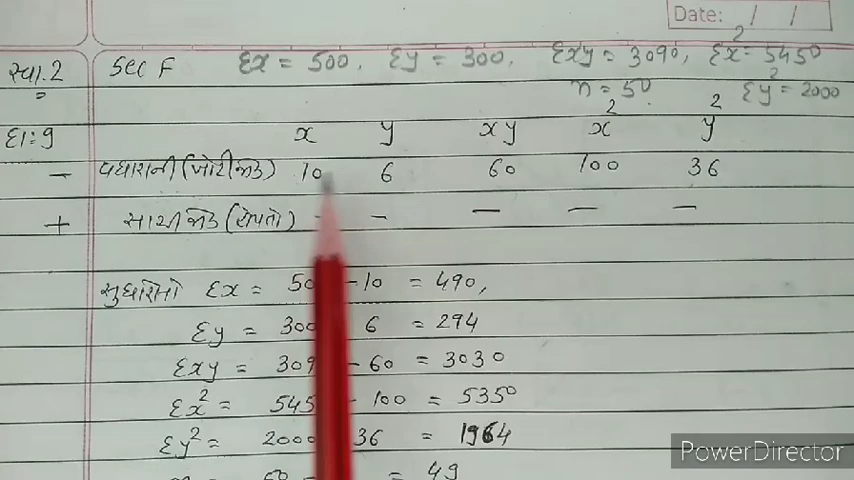 Date: / /
સ્વા.2 Sec F Σx = 500, Σy = 300, Σxy = 3090, Σx² = 5450
n = 50. Σy² = 2000
દા:9 x y xy x² y²
- વધારાની (ખોટી જોડ) 10 6 60 100 36
+ સાચી જોડ ( ) - - - - -
સુધારેલો Σx = 50 - 10 = 490,
Σy = 300 6 = 294
Σxy = 309 - 60 = 3030
Σx² = 545 - 100 = 5350
Σy² = 2000 36 = 1964
= 49
PowerDirector